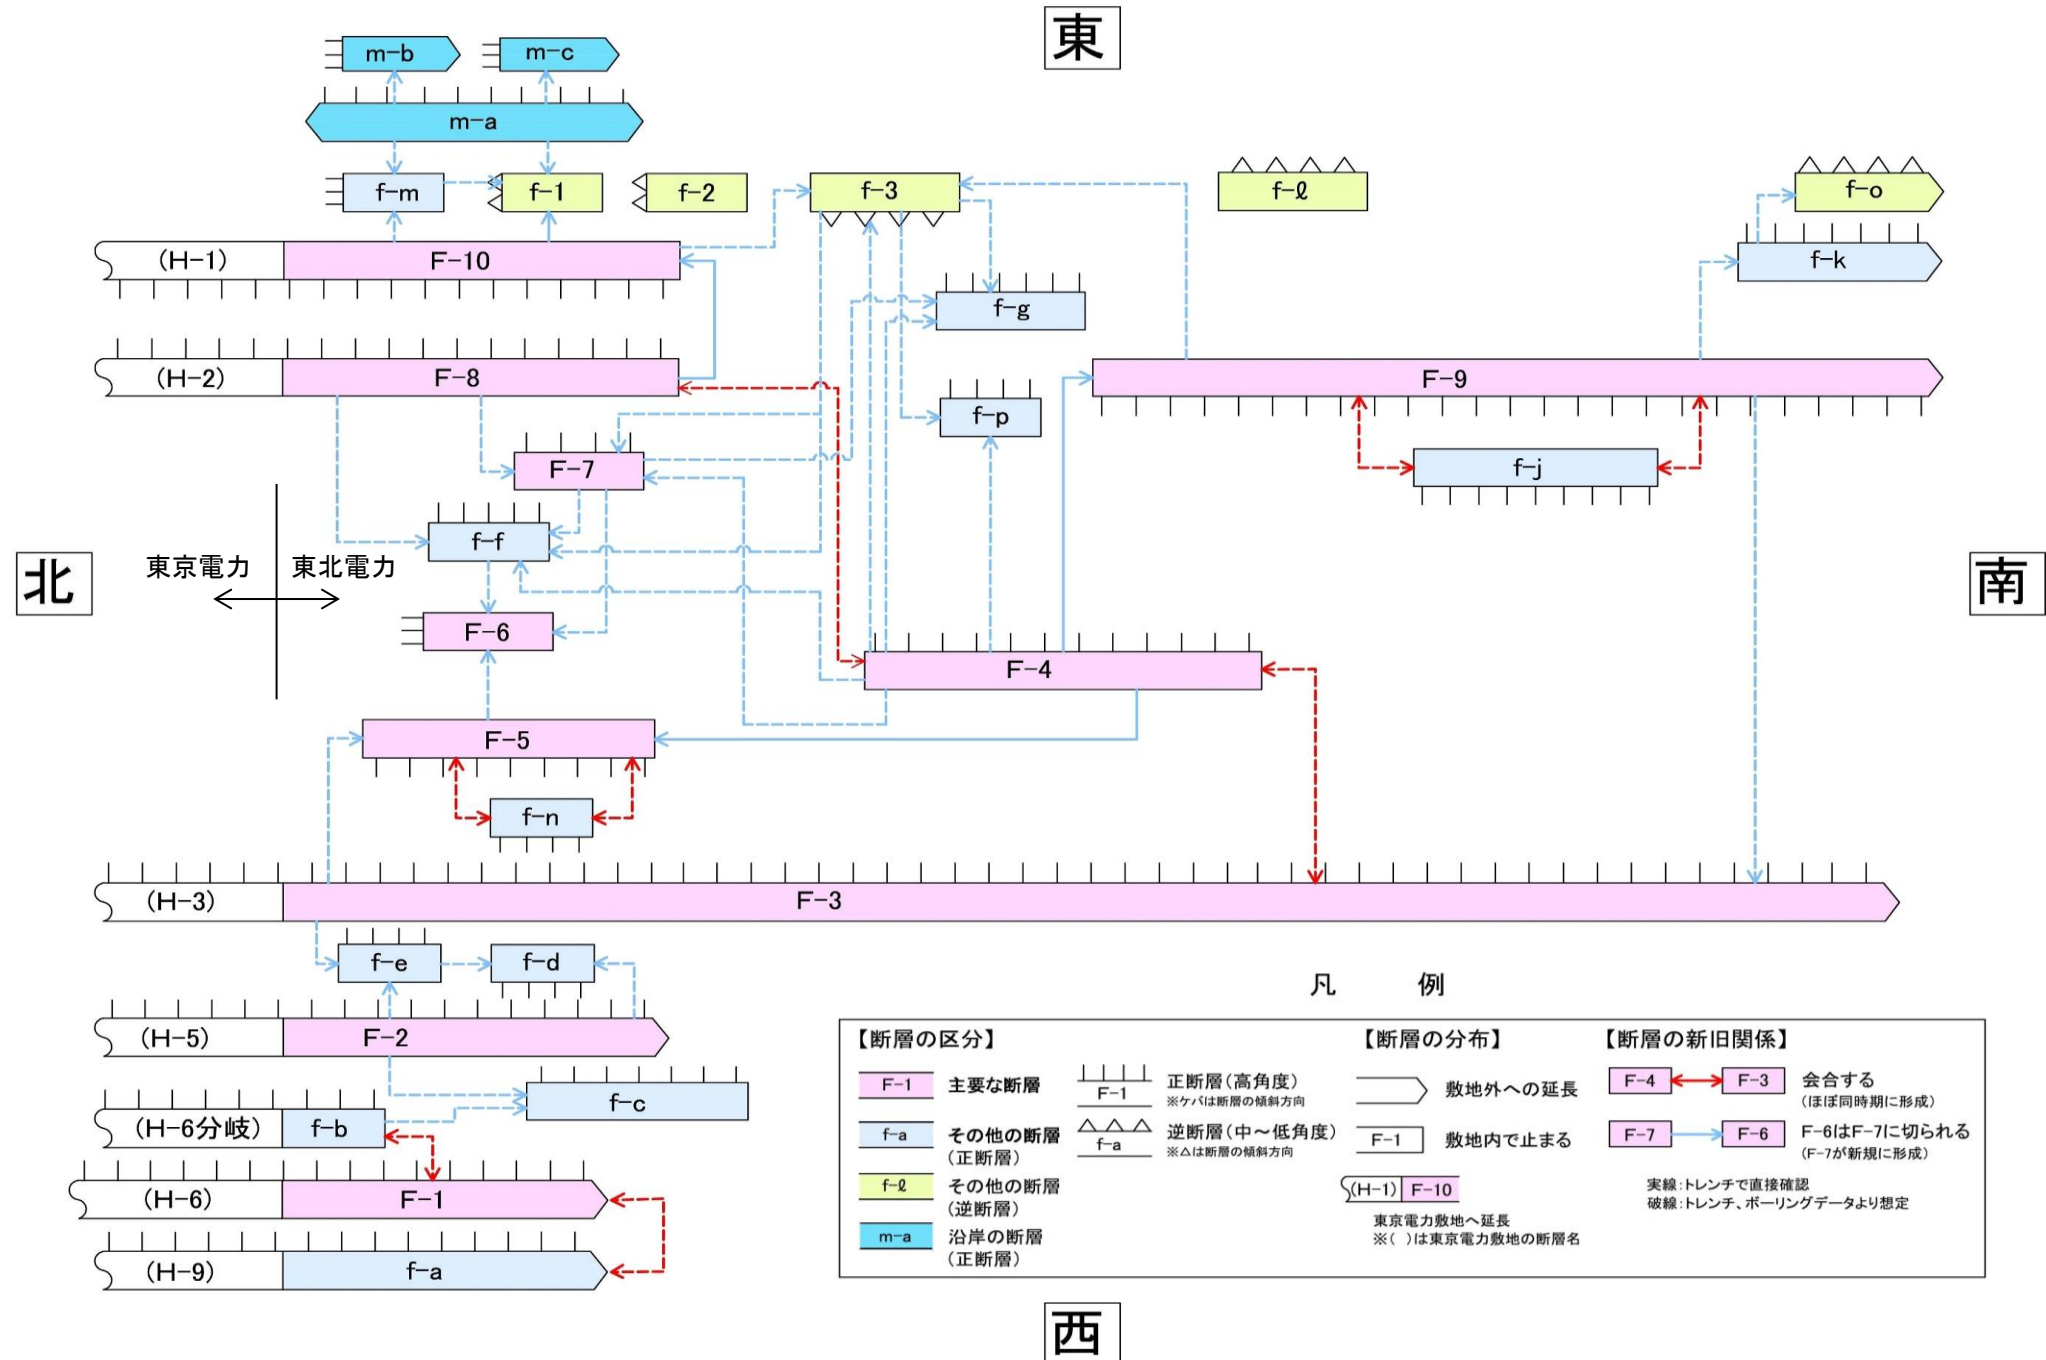 東
m-b
m-c
m-a
f-m
f-1
f-2
f-3
f-ℓ
f-o
(H-1)
F-10
f-k
f-g
(H-2)
F-8
F-9
f-p
F-7
f-j
f-f
北
東京電力
東北電力
南
F-6
F-4
F-5
f-n
(H-3)
F-3
f-e
f-d
(H-5)
F-2
f-c
(H-6分岐)
f-b
(H-6)
F-1
(H-9)
f-a
西
凡 例
【断層の区分】
F-1
主要な断層
f-a
その他の断層
(正断層)
f-ℓ
その他の断層
(逆断層)
m-a
沿岸の断層
(正断層)
F-1
正断層(高角度)
※ケバは断層の傾斜方向
f-a
逆断層(中~低角度)
※△は断層の傾斜方向
【断層の分布】
敷地外への延長
F-1
敷地内で止まる
(H-1)
F-10
東京電力敷地へ延長
※( )は東京電力敷地の断層名
【断層の新旧関係】
F-4
F-3
会合する
(ほぼ同時期に形成)
F-7
F-6
F-6はF-7に切られる
(F-7が新規に形成)
実線:トレンチで直接確認
破線:トレンチ、ボーリングデータより想定